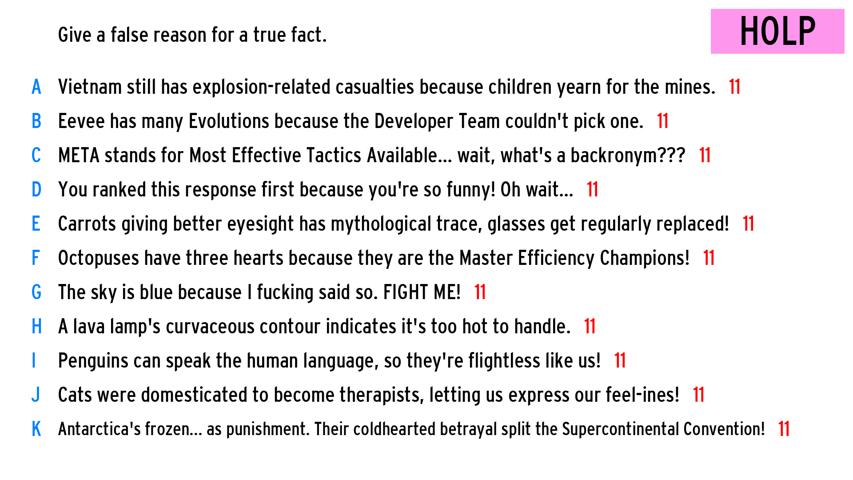 Give a false reason for a true fact.
HOLP
A Vietnam still has explosion-related casualties because children yearn for the mines. 11
B Eevee has many Evolutions because the Developer Team couldn't pick one. 11
C META stands for Most Effective Tactics Available... wait, what's a backronym??? 11
D You ranked this response first because you're so funny! Oh wait... 11
E Carrots giving better eyesight has mythological trace, glasses get regularly replaced! 11
F Octopuses have three hearts because they are the Master Efficiency Champions! 11
G The sky is blue because I fucking said so. FIGHT ME! 11
H A lava lamp's curvaceous contour indicates it's too hot to handle. 11
I Penguins can speak the human language, so they're flightless like us! 11
J Cats were domesticated to become therapists, letting us express our feel-ines! 11
K Antarctica's frozen... as punishment. Their coldhearted betrayal split the Supercontinental Convention! 11